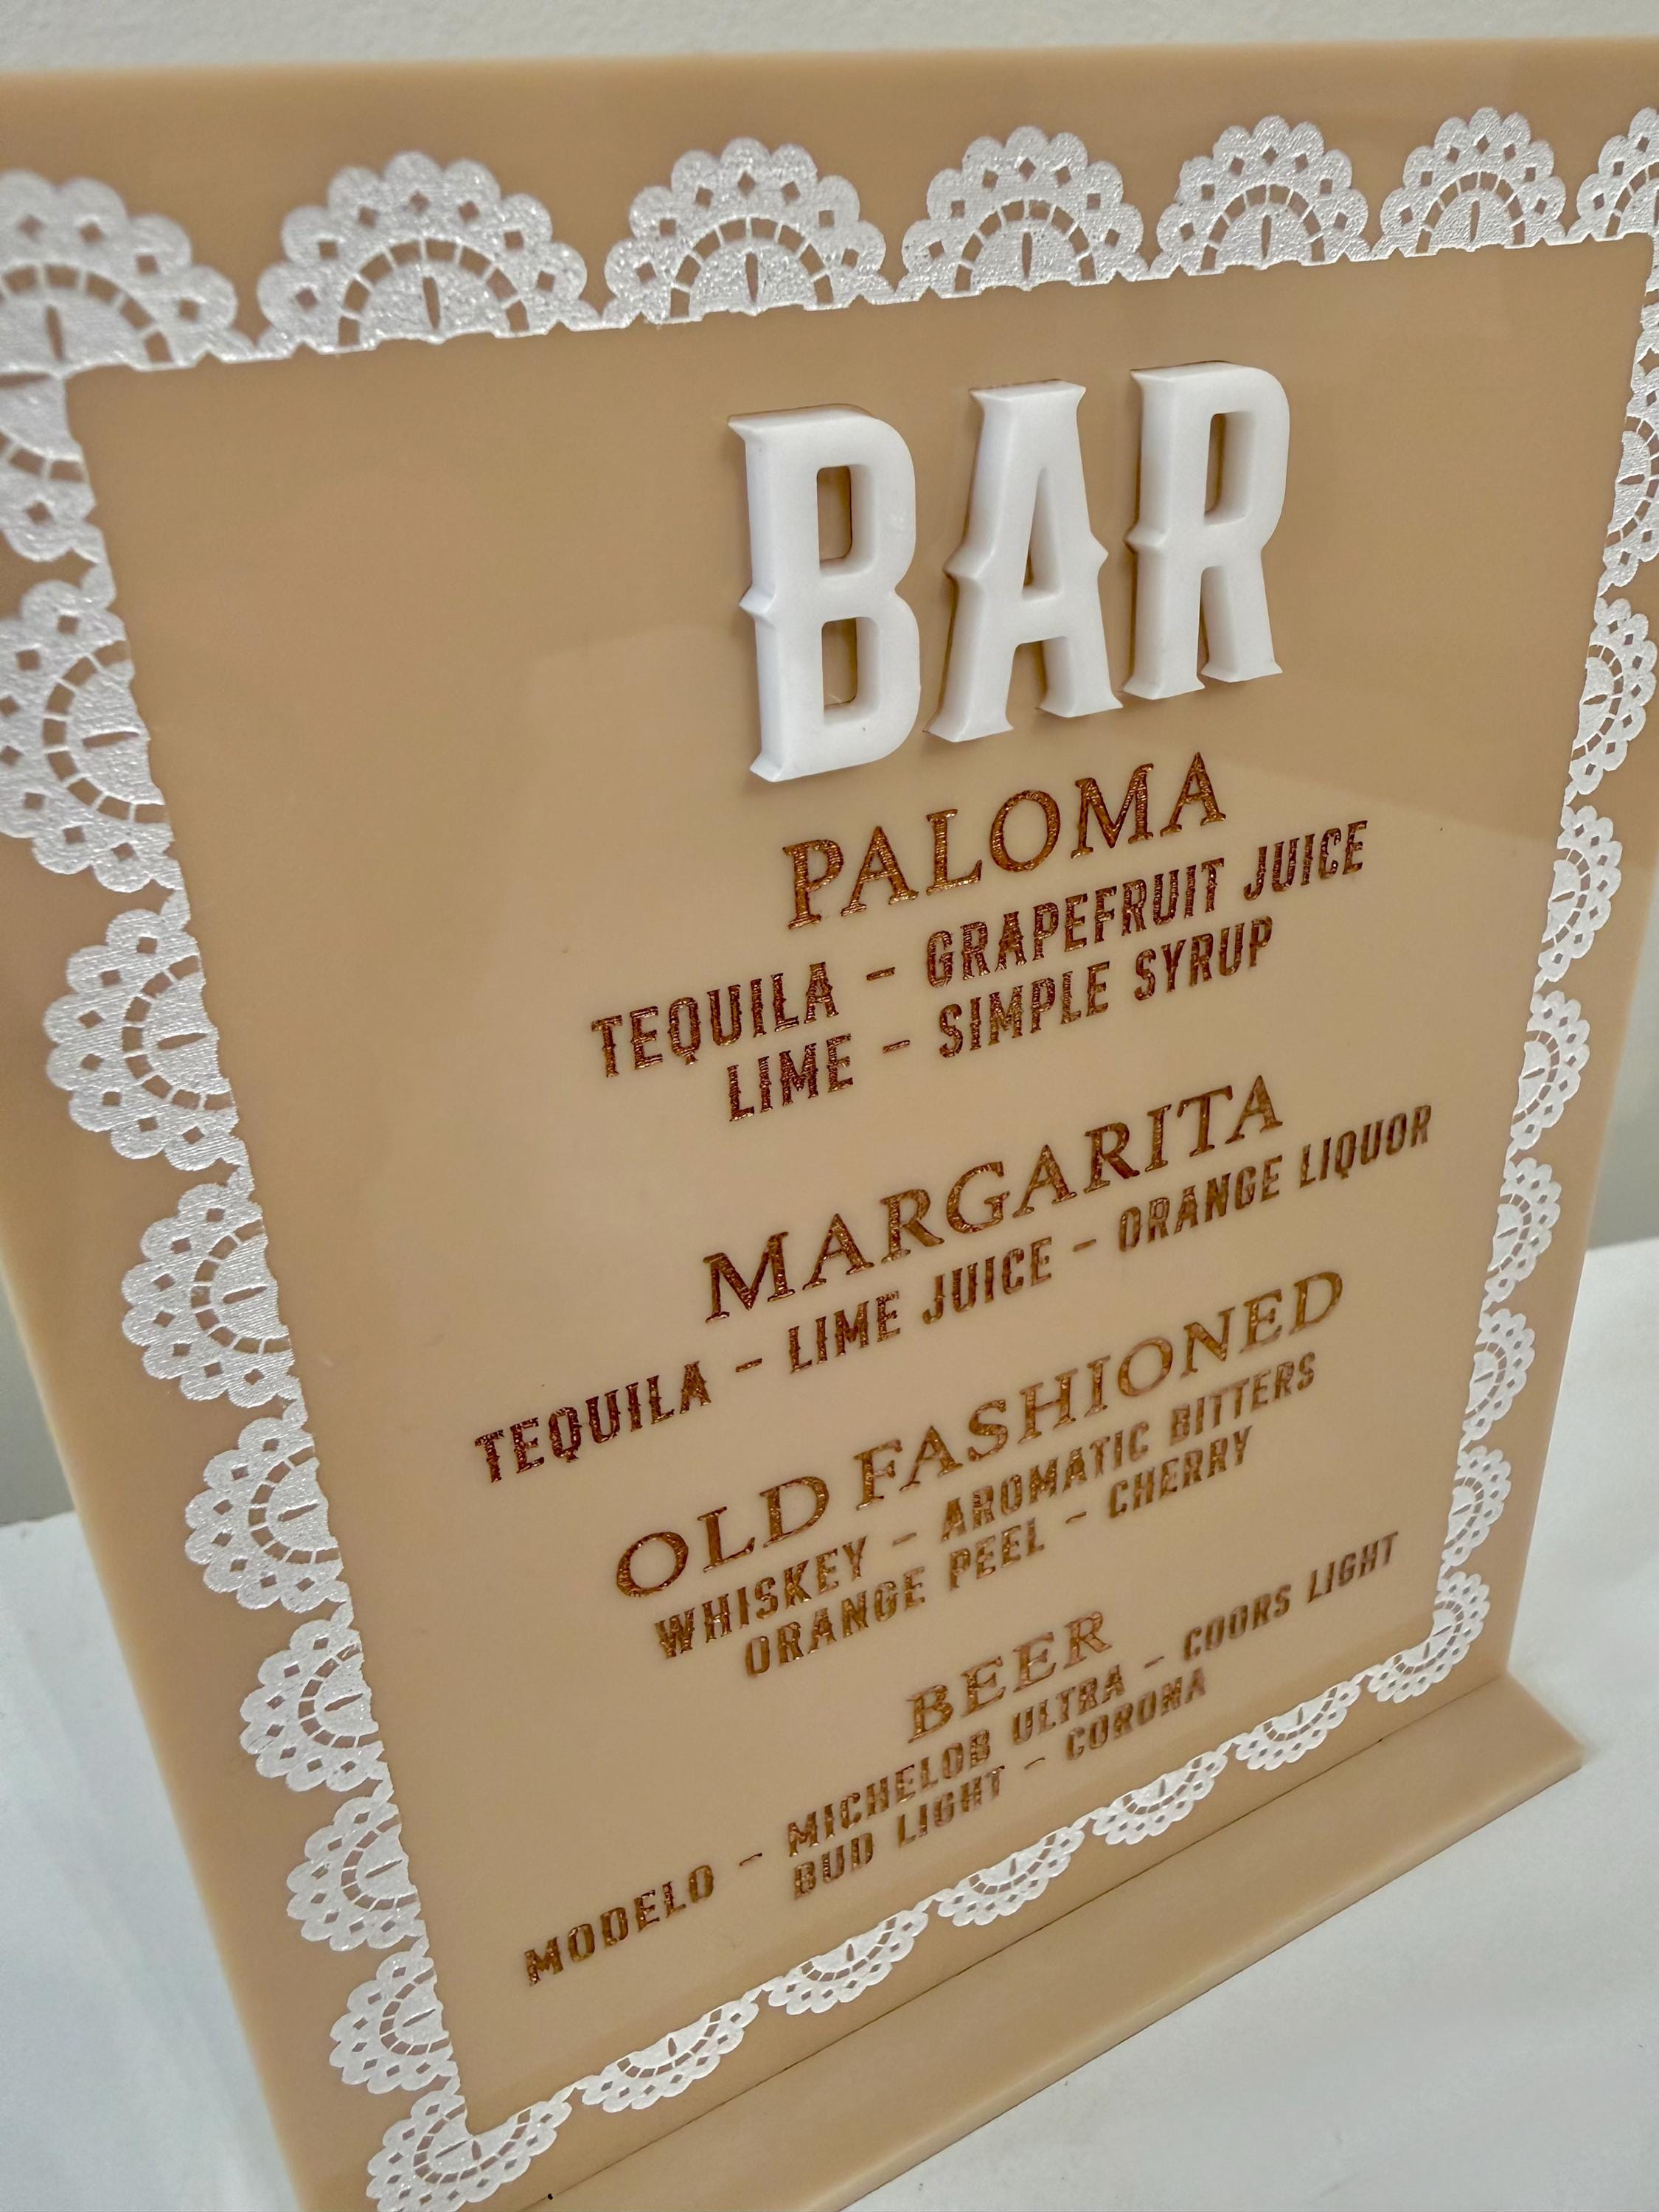 BAR
PALOMA
TEQUILA - GRAPEFRUIT JUICE
LIME - SIMPLE SYRUP
MARGARITA
TEQUILA - LIME JUICE - ORANGE LIQUOR
OLD FASHIONED
WHISKEY - AROMATIC BITTERS
ORANGE PEEL - CHERRY
BEER
MODELO - MICHELOB ULTRA - COORS LIGHT
BUD LIGHT - CORONA